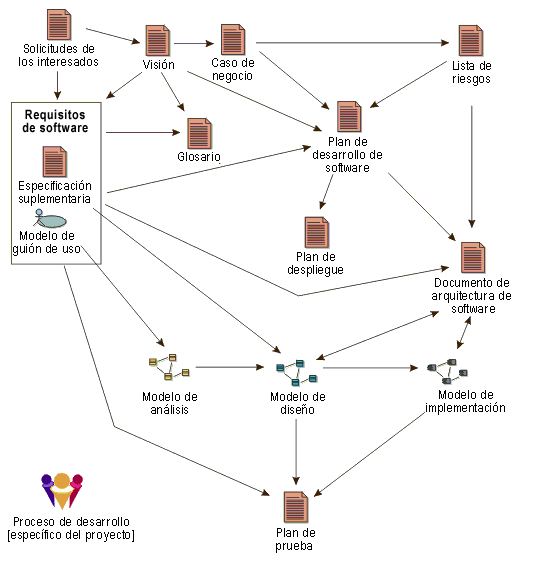 Solicitudes de
los interesados
Visión
Caso de
negocio
Lista de
riesgos
Requisitos
de software
Especificación
suplementaria
Modelo de
guión de uso
Glosario
Plan de
desarrollo de
software
Plan de
despliegue
Documento de
arquitectura de
software
Modelo de
análisis
Modelo de
diseño
Modelo de
implementación
Plan de
prueba
Proceso de desarrollo
[específico del proyecto]